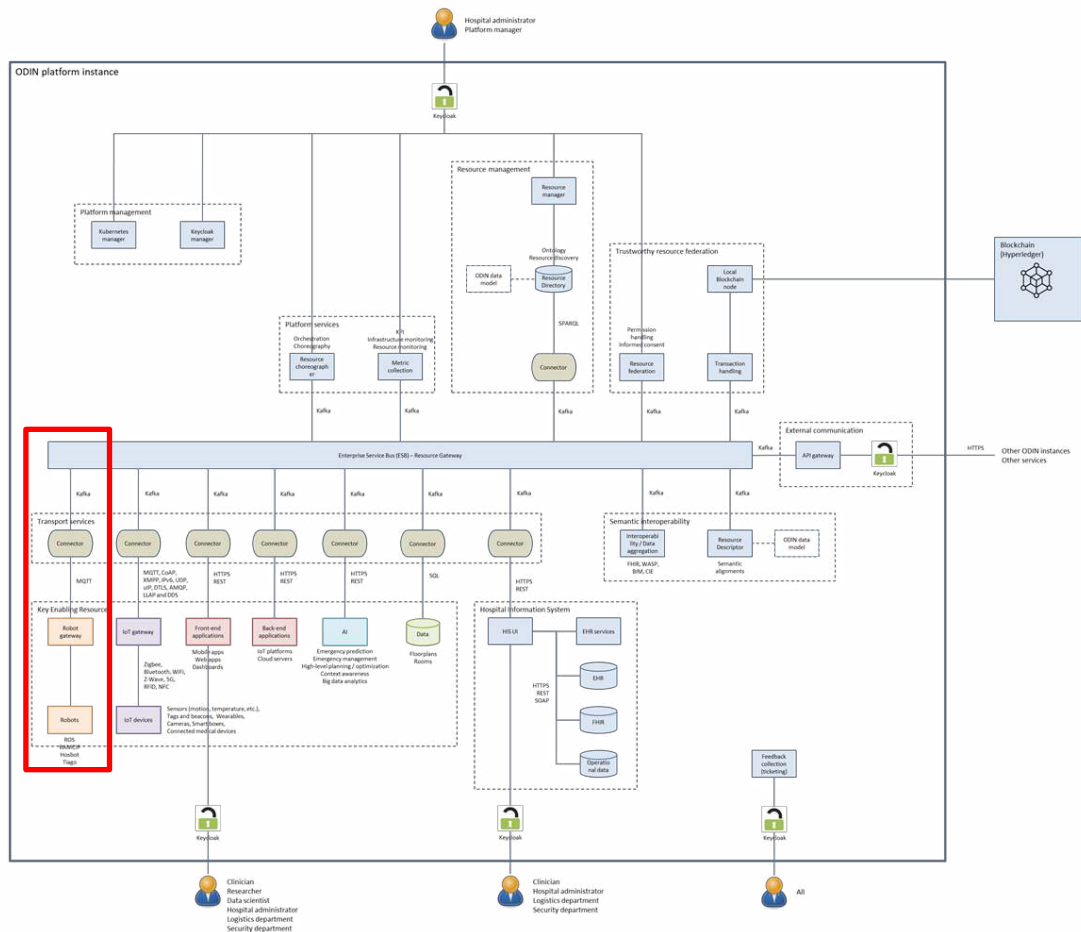 Hospital administrator
Platform manager
ODIN platform instance
Keycloak
Resource management
Resource
manager
Platform management
Kubernetes
manager
Keycloak
manager
Ontology
Resource discovery
Trustworthy resource federation
Blockchain
(Hyperledger)
ODIN data
model
Resource
Directory
Local
Blockchain
node
Platform services
SPARQL
KPI
Orchestration
Choreography
Infrastructure monitoring
Resource monitoring
Permission
handling
Informed consent
Resource
choreograph
er
Metric
collection
Connector
Resource
federation
Transaction
handling
Kafka
Kafka
Kafka
Kafka
Kafka
External communication
Enterprise Service Bus (ESB) – Resource Gateway
Kafka
API gateway
Keycloak
HTTPS
Other ODIN instances
Other services
Kafka
Kafka
Kafka
Kafka
Kafka
Kafka
Kafka
Kafka
Kafka
Transport services
Semantic interoperability
Connector
Connector
Connector
Connector
Connector
Connector
Connector
Interoperabi
lity / Data
aggregation
Resource
Descriptor
ODIN data
model
FHIR, WASP,
BIM, CIE
Semantic
alignments
MQTT
MQTT, CoAP,
XMPP, IPv6, UDP,
uIP, DTLS, AMQP,
LLAP and DDS
HTTPS
REST
HTTPS
REST
HTTPS
REST
SQL
HTTPS
REST
Key Enabling Resource
Hospital Information System
Robot
gateway
IoT gateway
Front-end
applications
Back-end
applications
AI
Data
HIS UI
EHR services
Mobile apps
Web apps
Dashboards
IoT platforms
Cloud servers
Emergency prediction
Emergency management
High-level planning / optimization
Context awareness
Big data analytics
Floorplans
Rooms
Zigbee,
Bluetooth, WiFi,
Z-Wave, 5G,
RFID, NFC
HTTPS
REST
SOAP
EHR
FHIR
Operatio
nal data
Robots
IoT devices
Sensors (motion, temperature, etc.),
Tags and beacons, Wearables,
Cameras, Smart boxes,
Connected medical devices
ROS
RAMCIP
Hosbot
Tiago
Feedback
collection
(ticketing)
Keycloak
Keycloak
Keycloak
Clinician
Researcher
Data scientist
Hospital administrator
Logistics department
Security department
Clinician
Hospital administrator
Logistics department
Security department
All